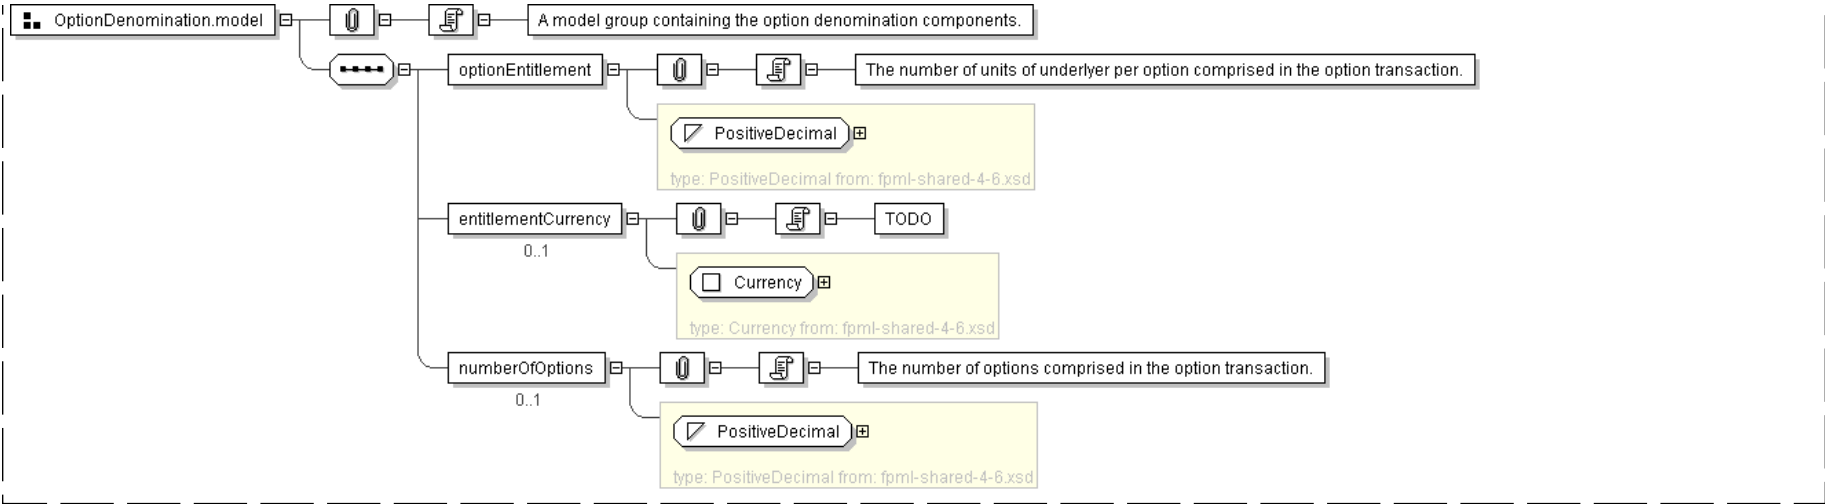 OptionDenomination.model
A model group containing the option denomination components.
optionEntitlement
The number of units of underlyer per option comprised in the option transaction.
PositiveDecimal
type: PositiveDecimal from: fpml-shared-4-6.xsd
entitlementCurrency
TODO
0..1
Currency
type: Currency from: fpml-shared-4-6.xsd
numberOfOptions
The number of options comprised in the option transaction.
0..1
PositiveDecimal
type: PositiveDecimal from: fpml-shared-4-6.xsd